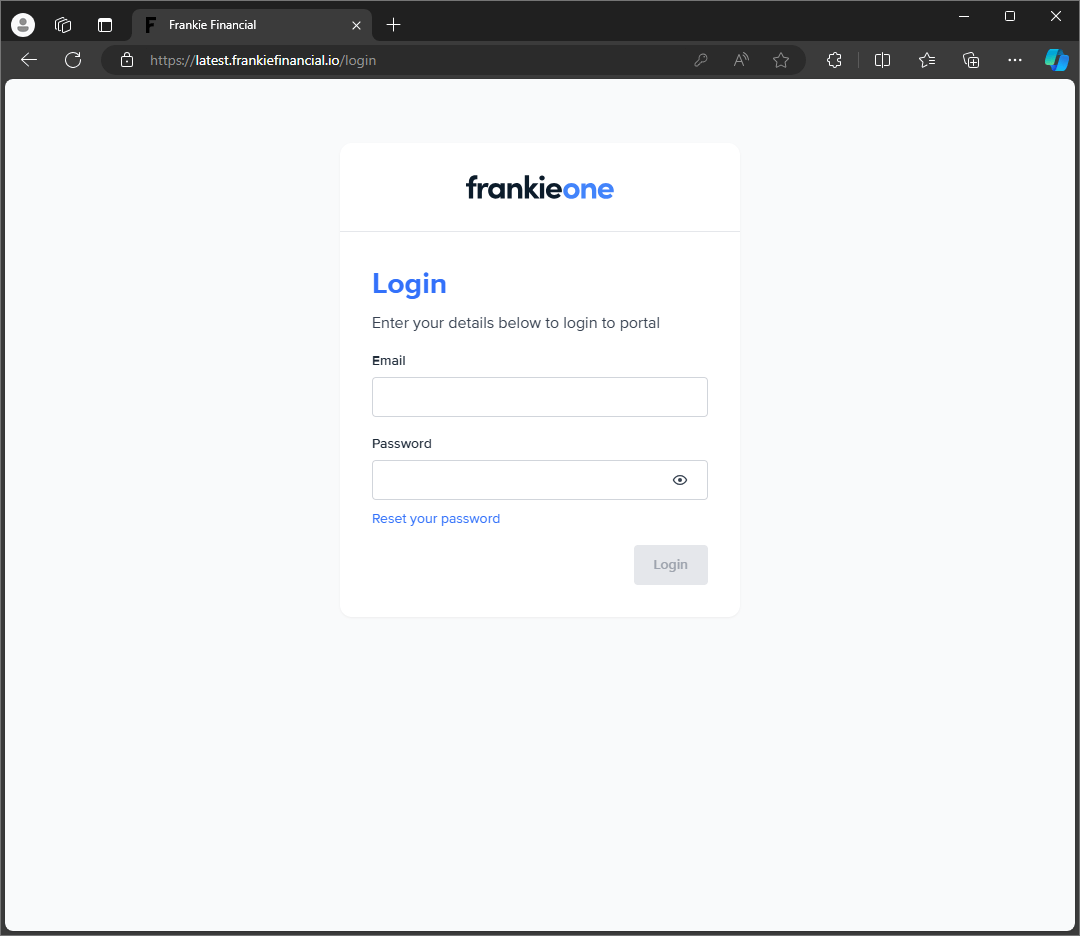 Frankie Financial
https://latest.frankiefinancial.io/login
frankieone
Login
Enter your details below to login to portal
Email
Password
Reset your password
Login